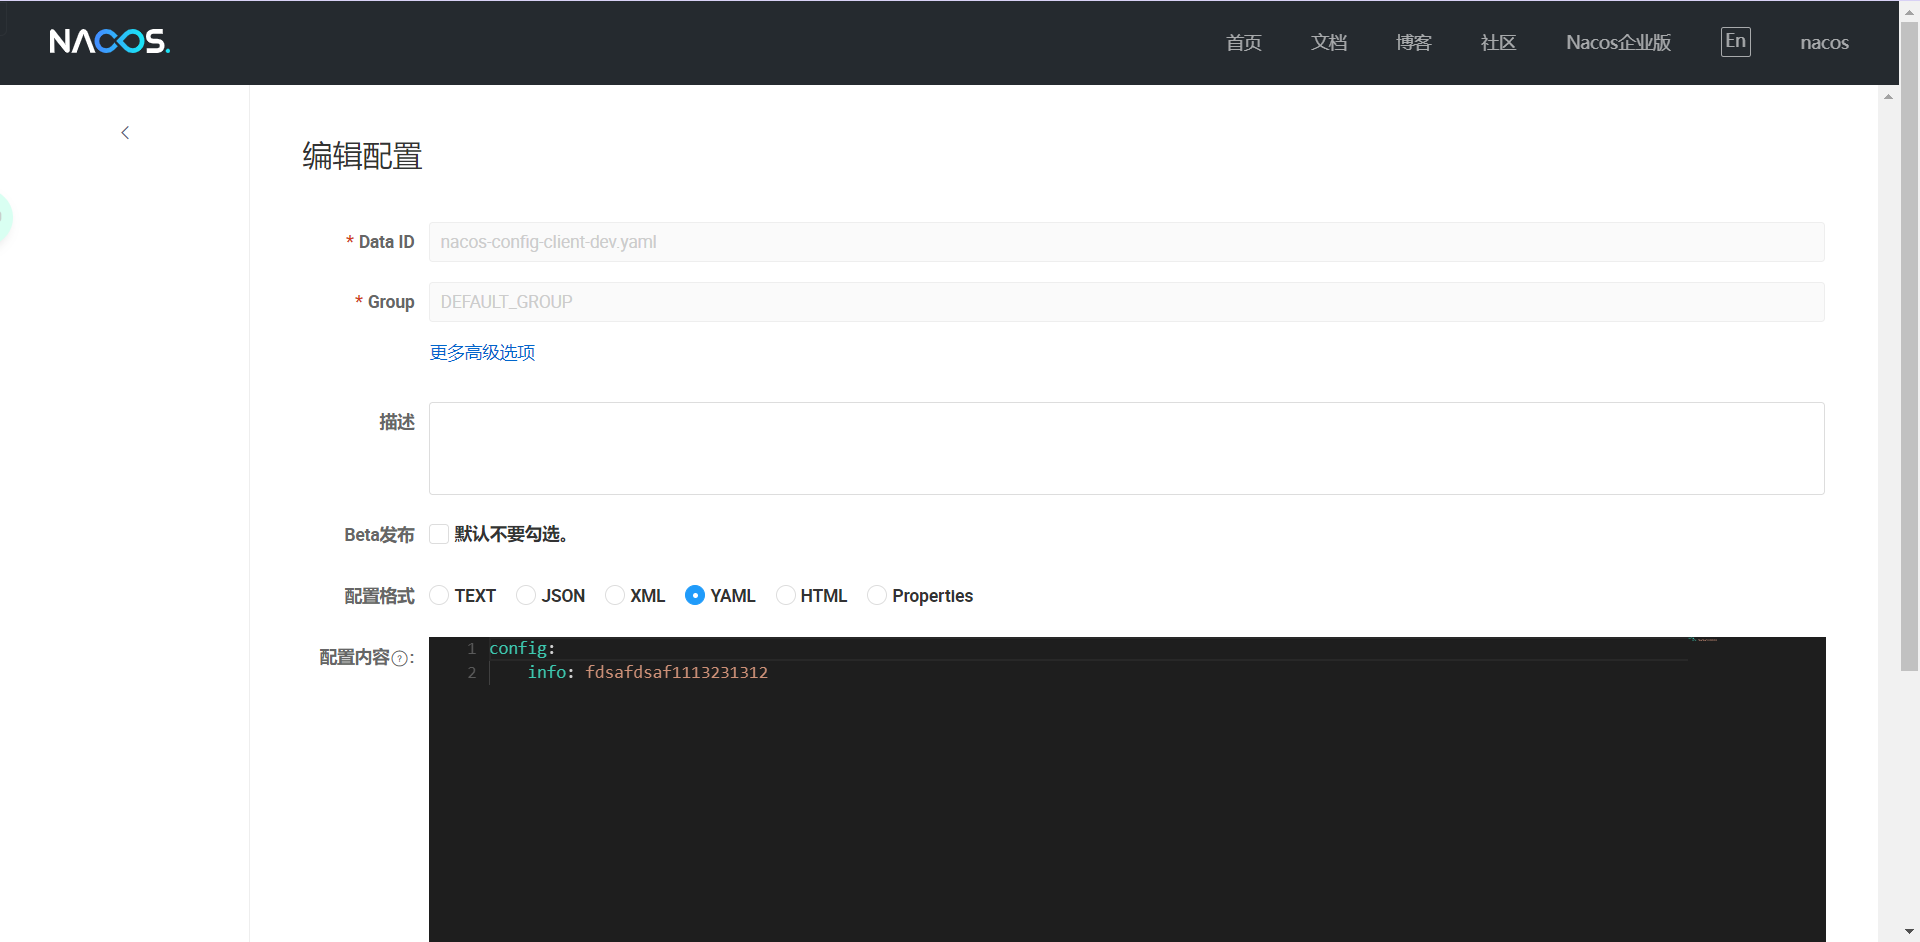 NACOS.
首页 文档 博客 社区 Nacos企业版 En nacos
编辑配置
* Data ID nacos-config-client-dev.yaml
* Group DEFAULT_GROUP
更多高级选项
描述
Beta发布 默认不要勾选。
配置格式 TEXT JSON XML YAML HTML Properties
配置内容?: 1 config:
2 info: fdsafdsaf1113231312